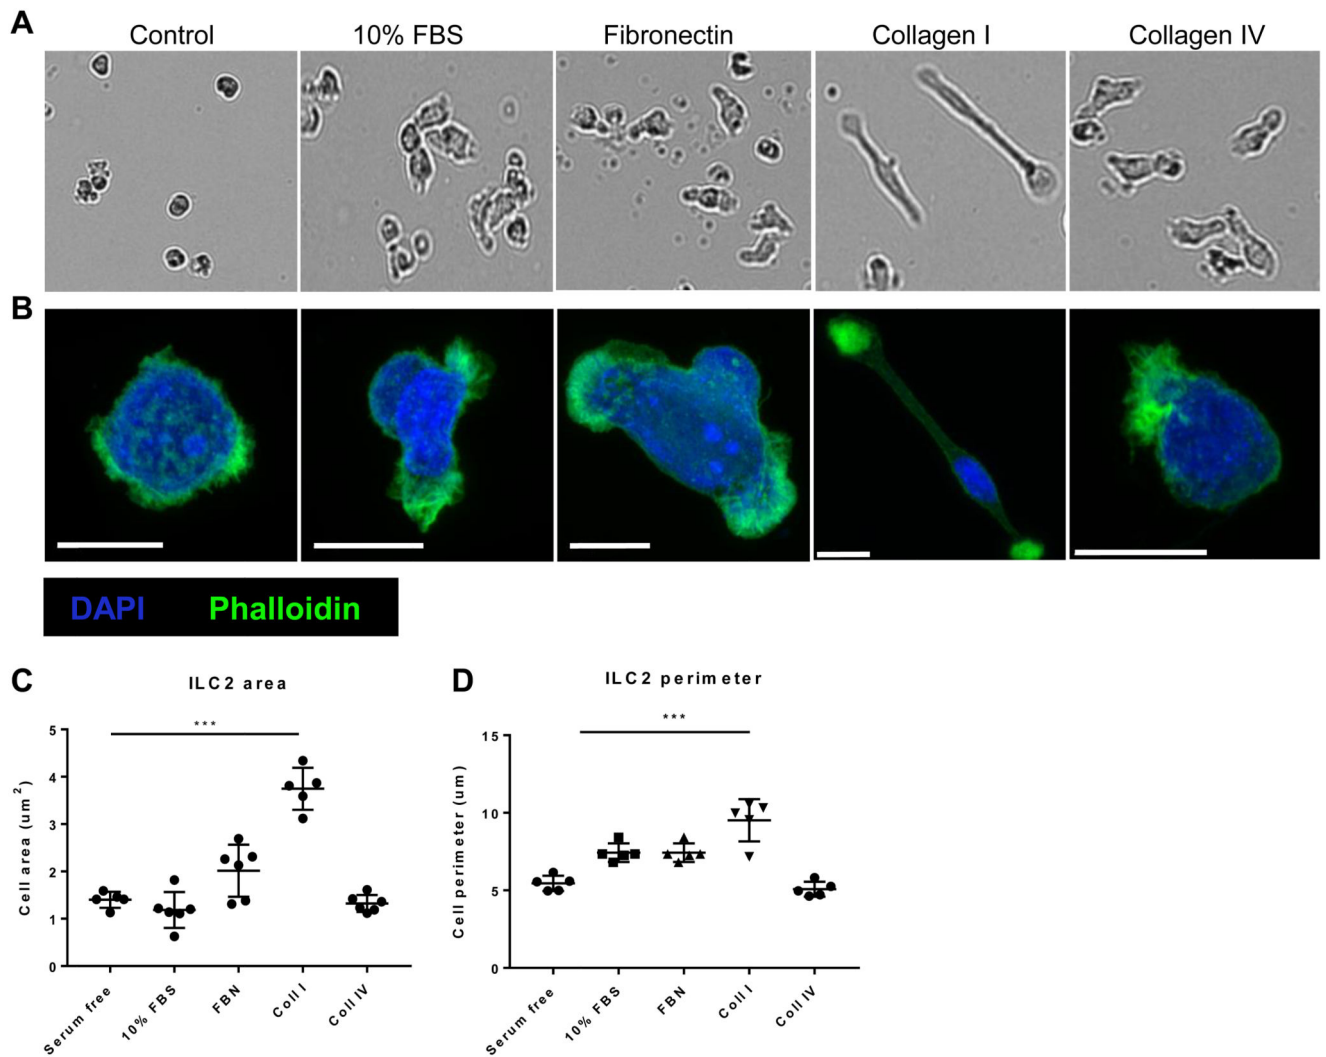 A
Control 10% FBS Fibronectin Collagen I Collagen IV
B
DAPI Phalloidin
C
ILC2 area
***
Cell area (um²)
5
4
3
2
1
0
Serum free 10% FBS FBN Coll I Coll IV
D
ILC2 perimeter
***
Cell perimeter (um)
15
10
5
0
Serum free 10% FBS FBN Coll I Coll IV